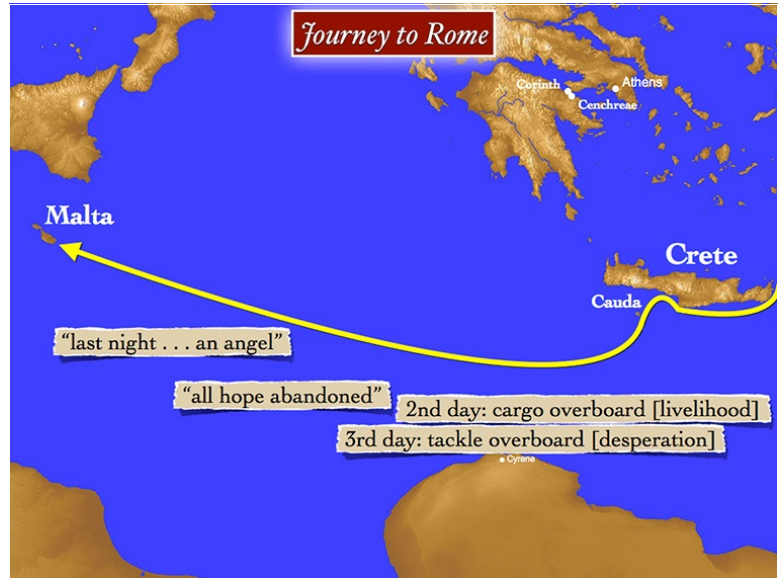 Journey to Rome
Corinth
Athens
Cenchreae
Malta
Crete
Cauda
“last night . . . an angel”
“all hope abandoned”
2nd day: cargo overboard [livelihood]
3rd day: tackle overboard [desperation]
Cyrene